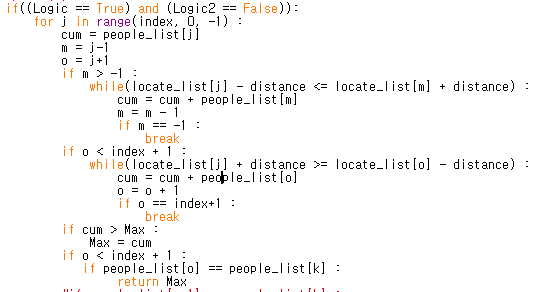 if((Logic == True) and (Logic2 == False)):
for j in range(index, 0, -1) :
cum = people_list[j]
m = j-1
o = j+1
if m > -1 :
while(locate_list[j] - distance <= locate_list[m] + distance) :
cum = cum + people_list[m]
m = m - 1
if m == -1 :
break
if o < index + 1 :
while(locate_list[j] + distance >= locate_list[o] - distance) :
cum = cum + people_list[o]
o = o + 1
if o == index+1 :
break
if cum > Max :
Max = cum
if o < index + 1 :
if people_list[o] == people_list[k] :
return Max